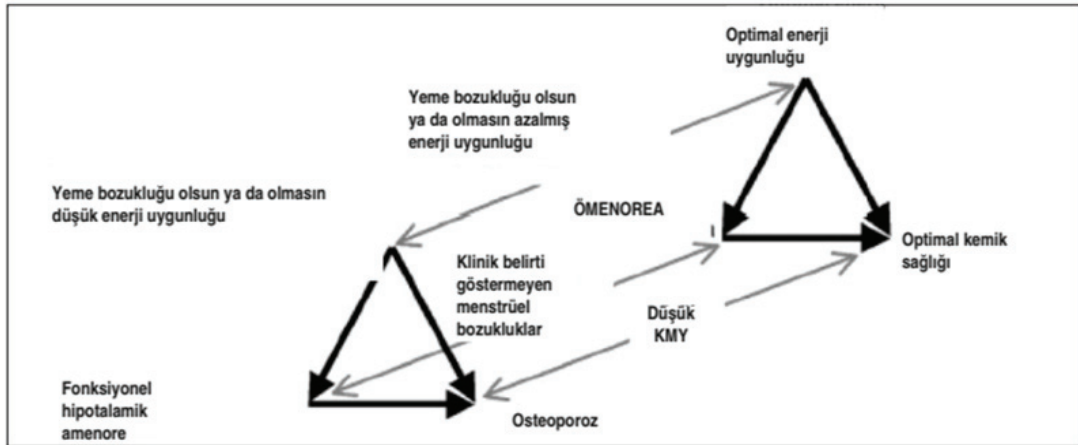 Optimal enerji
uygunluğu
Yeme bozukluğu olsun
ya da olmasın azalmış
enerji uygunluğu
Yeme bozukluğu olsun ya da olmasın
düşük enerji uygunluğu
ÖMENOREA
Optimal kemik
sağlığı
Klinik belirti
göstermeyen
menstrüel
bozukluklar
Düşük
KMY
Fonksiyonel
hipotalamik
amenore
Osteoporoz